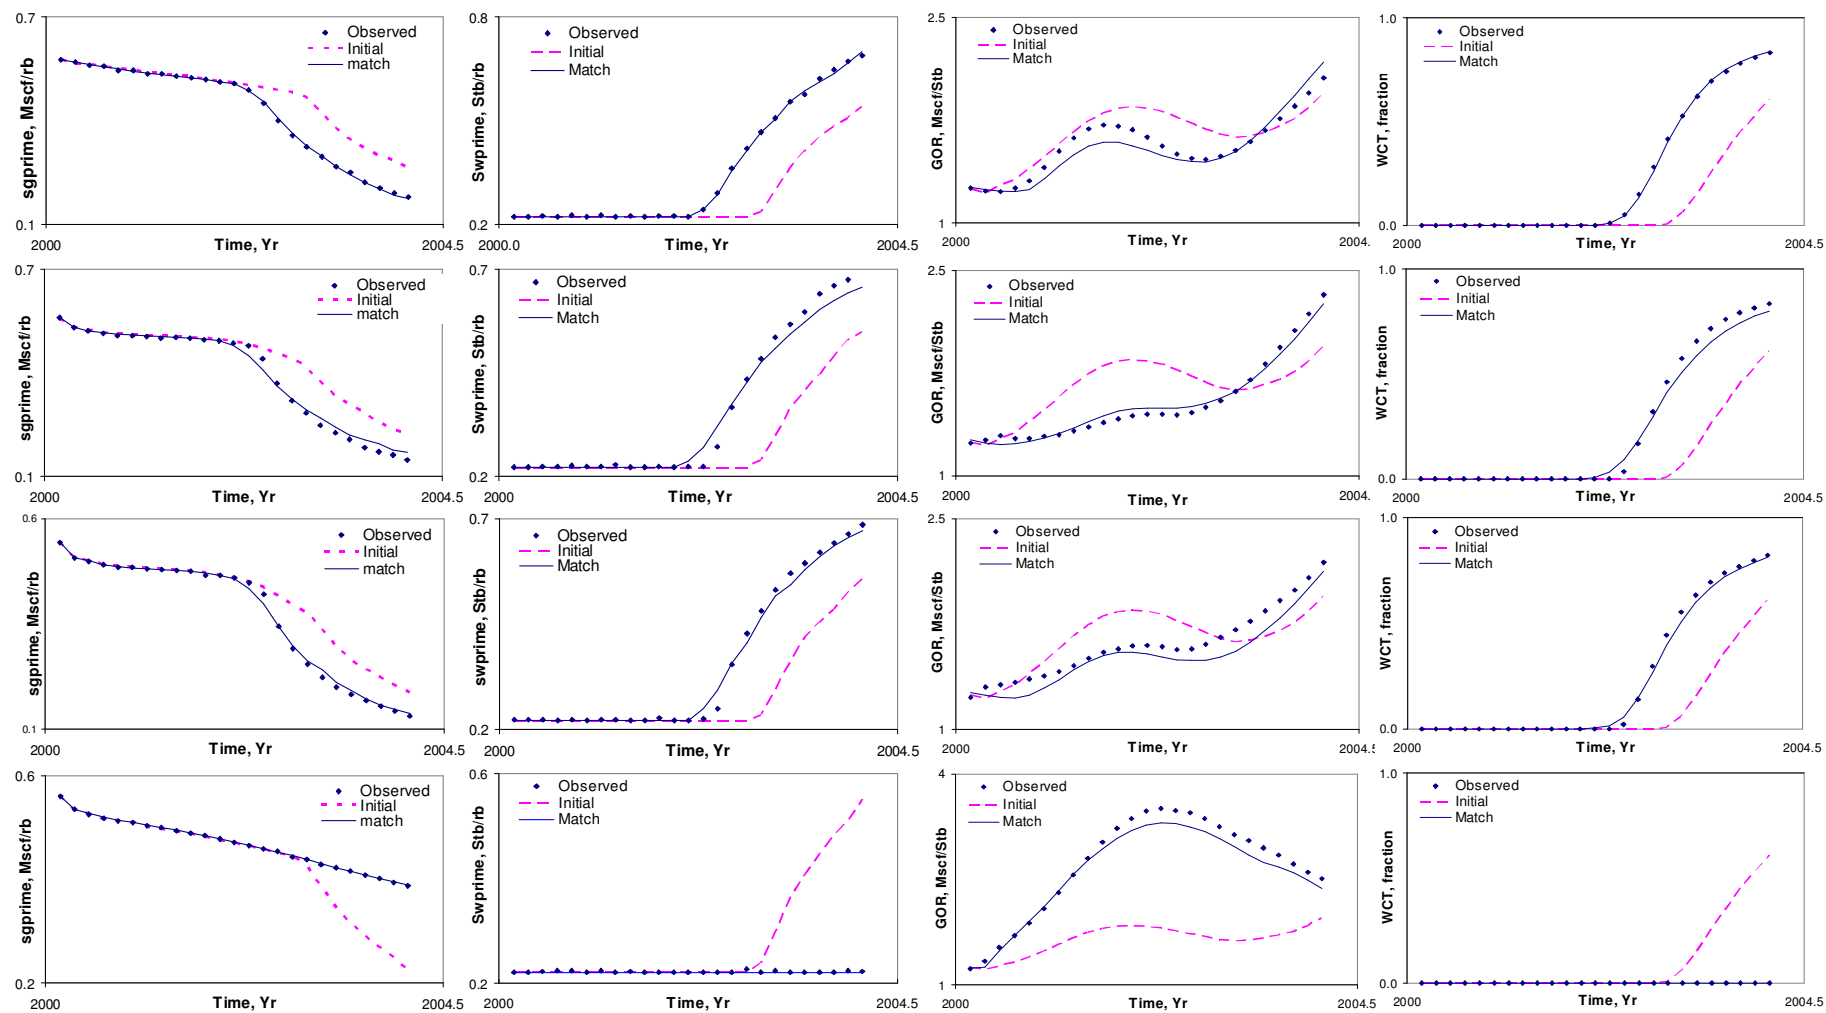 0.7
sgprime, Mscf/rb
Observed
Initial
match
0.1
2000
Time, Yr
2004.5
0.8
Swprime, Stb/rb
Observed
Initial
Match
0.2
2000.0
Time, Yr
2004.5
2.5
GOR, Mscf/Stb
Observed
Initial
Match
1
2000
Time, Yr
2004.
1.0
WCT, fraction
Observed
Initial
Match
0.0
2000
Time, Yr
2004.5
0.7
sgprime, Mscf/rb
Observed
Initial
match
0.1
2000
Time, Yr
2004.5
0.7
Swprime, Stb/rb
Observed
Initial
Match
0.2
2000
Time, Yr
2004.5
2.5
GOR, Mscf/Stb
Observed
Initial
Match
1
2000
Time, Yr
2004.
1.0
WCT, fraction
Observed
Initial
Match
0.0
2000
Time, Yr
2004.5
0.6
sgprime, Mscf/rb
Observed
Initial
match
0.1
2000
Time, Yr
2004.5
0.7
swprime, Stb/rb
Observed
Initial
Match
0.2
2000
Time, Yr
2004.5
2.5
GOR, Mscf/Stb
Observed
Initial
Match
1
2000
Time, Yr
2004.5
1.0
WCT, fraction
Observed
Initial
Match
0.0
2000
Time, Yr
2004.5
0.6
sgprime, Mscf/rb
Observed
Initial
match
0.2
2000
Time, Yr
2004.5
0.6
Swprime, Stb/rb
Observed
Initial
Match
0.2
2000
Time, Yr
2004.5
4
GOR, Mscf/Stb
Observed
Initial
Match
1
2000
Time, Yr
2004.5
1.0
WCT, fraction
Observed
Initial
Match
0.0
2000
Time, Yr
2004.5